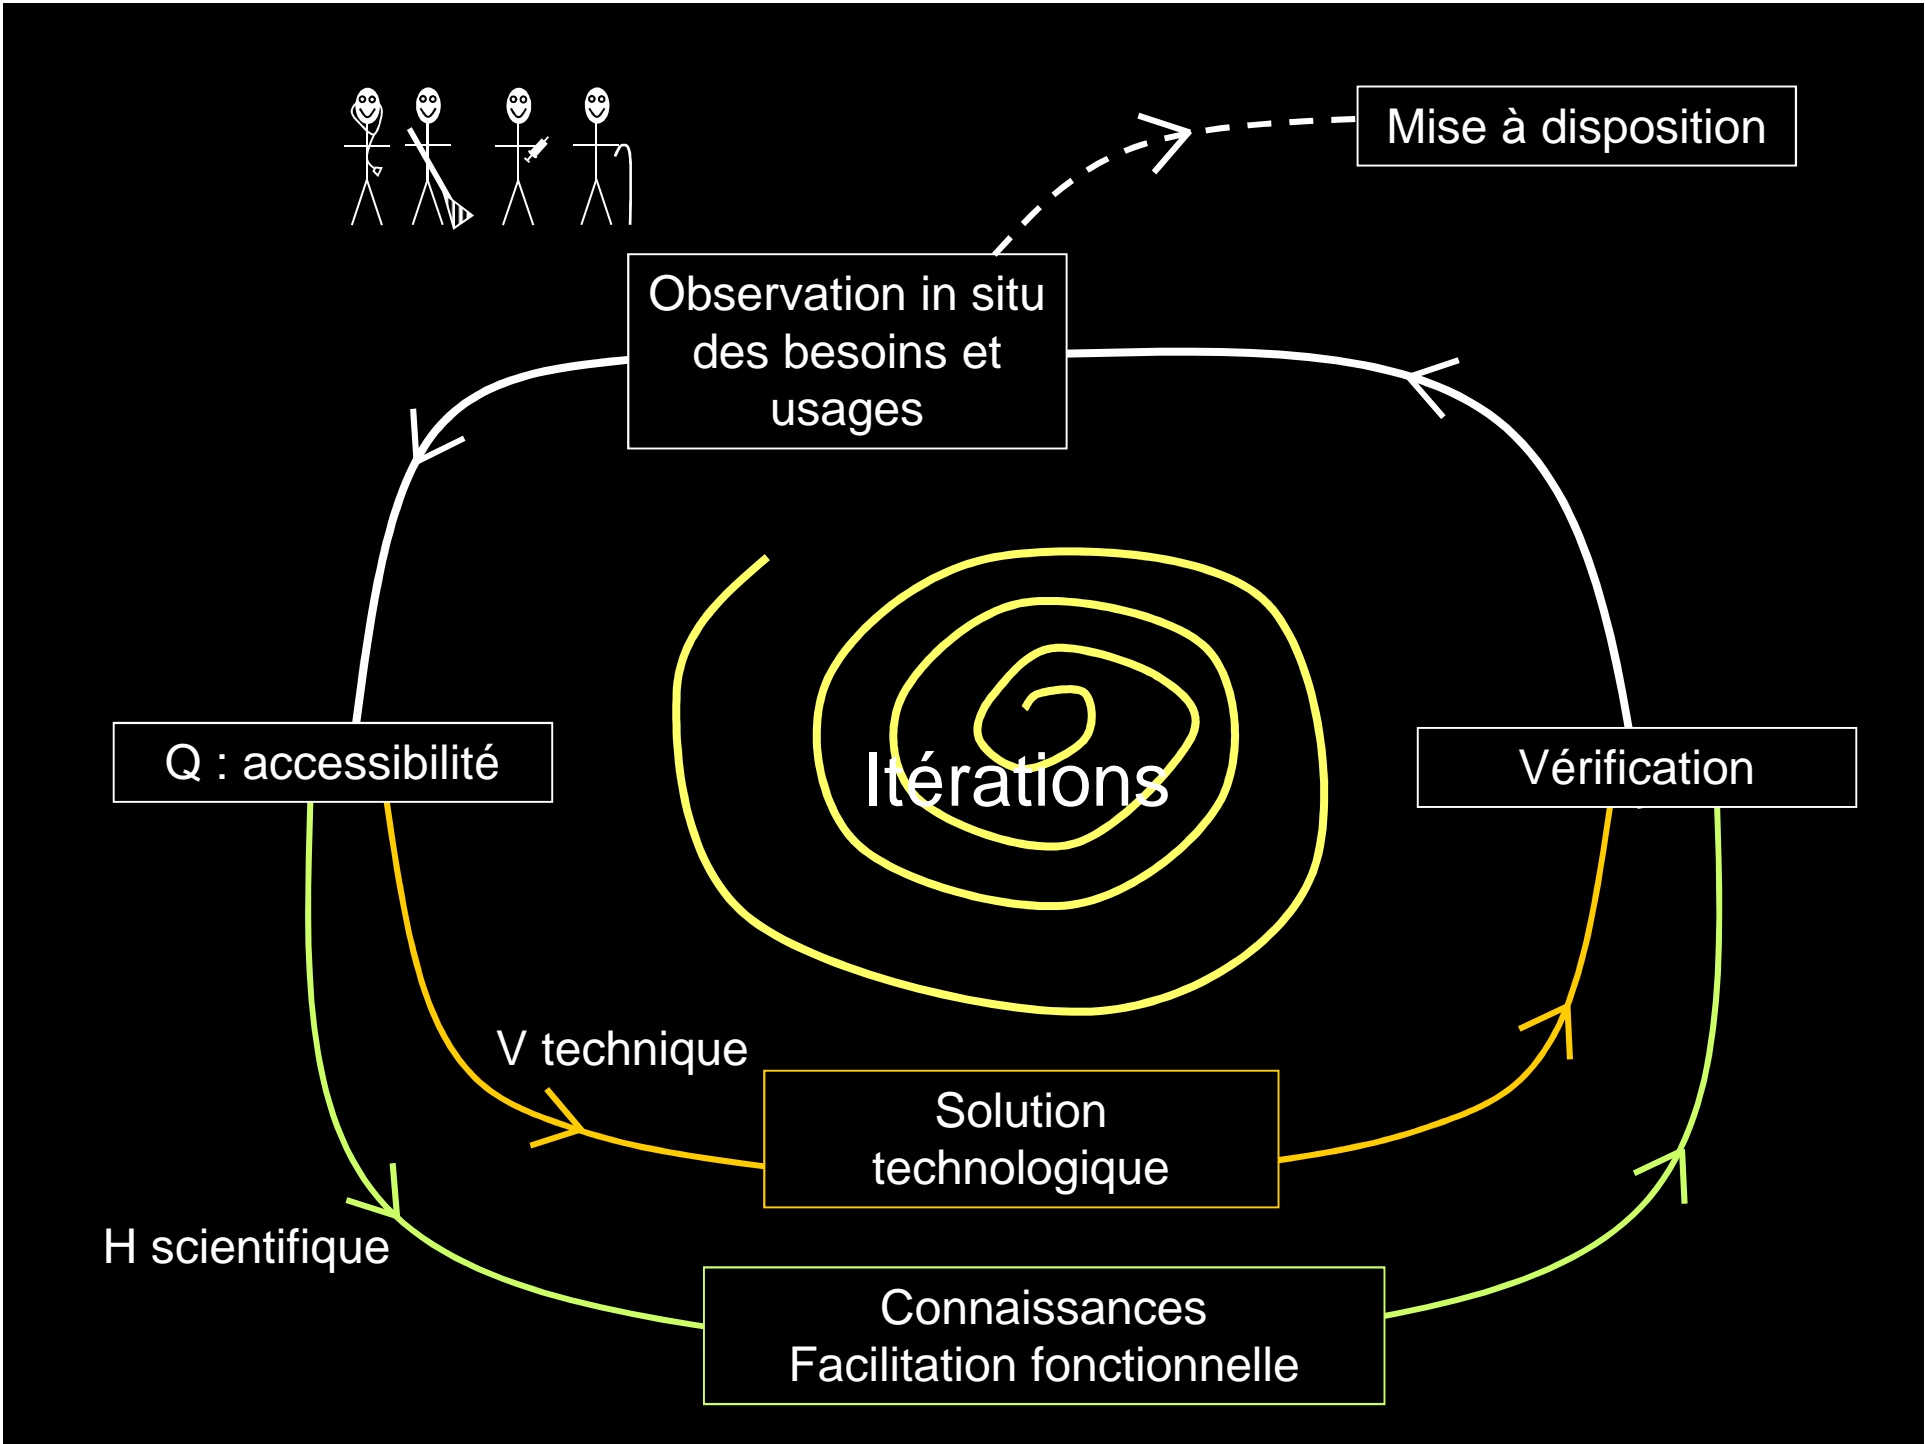 Mise à disposition
Observation in situ
des besoins et
usages
Q : accessibilité
Itérations
Vérification
V technique
Solution
technologique
H scientifique
Connaissances
Facilitation fonctionnelle